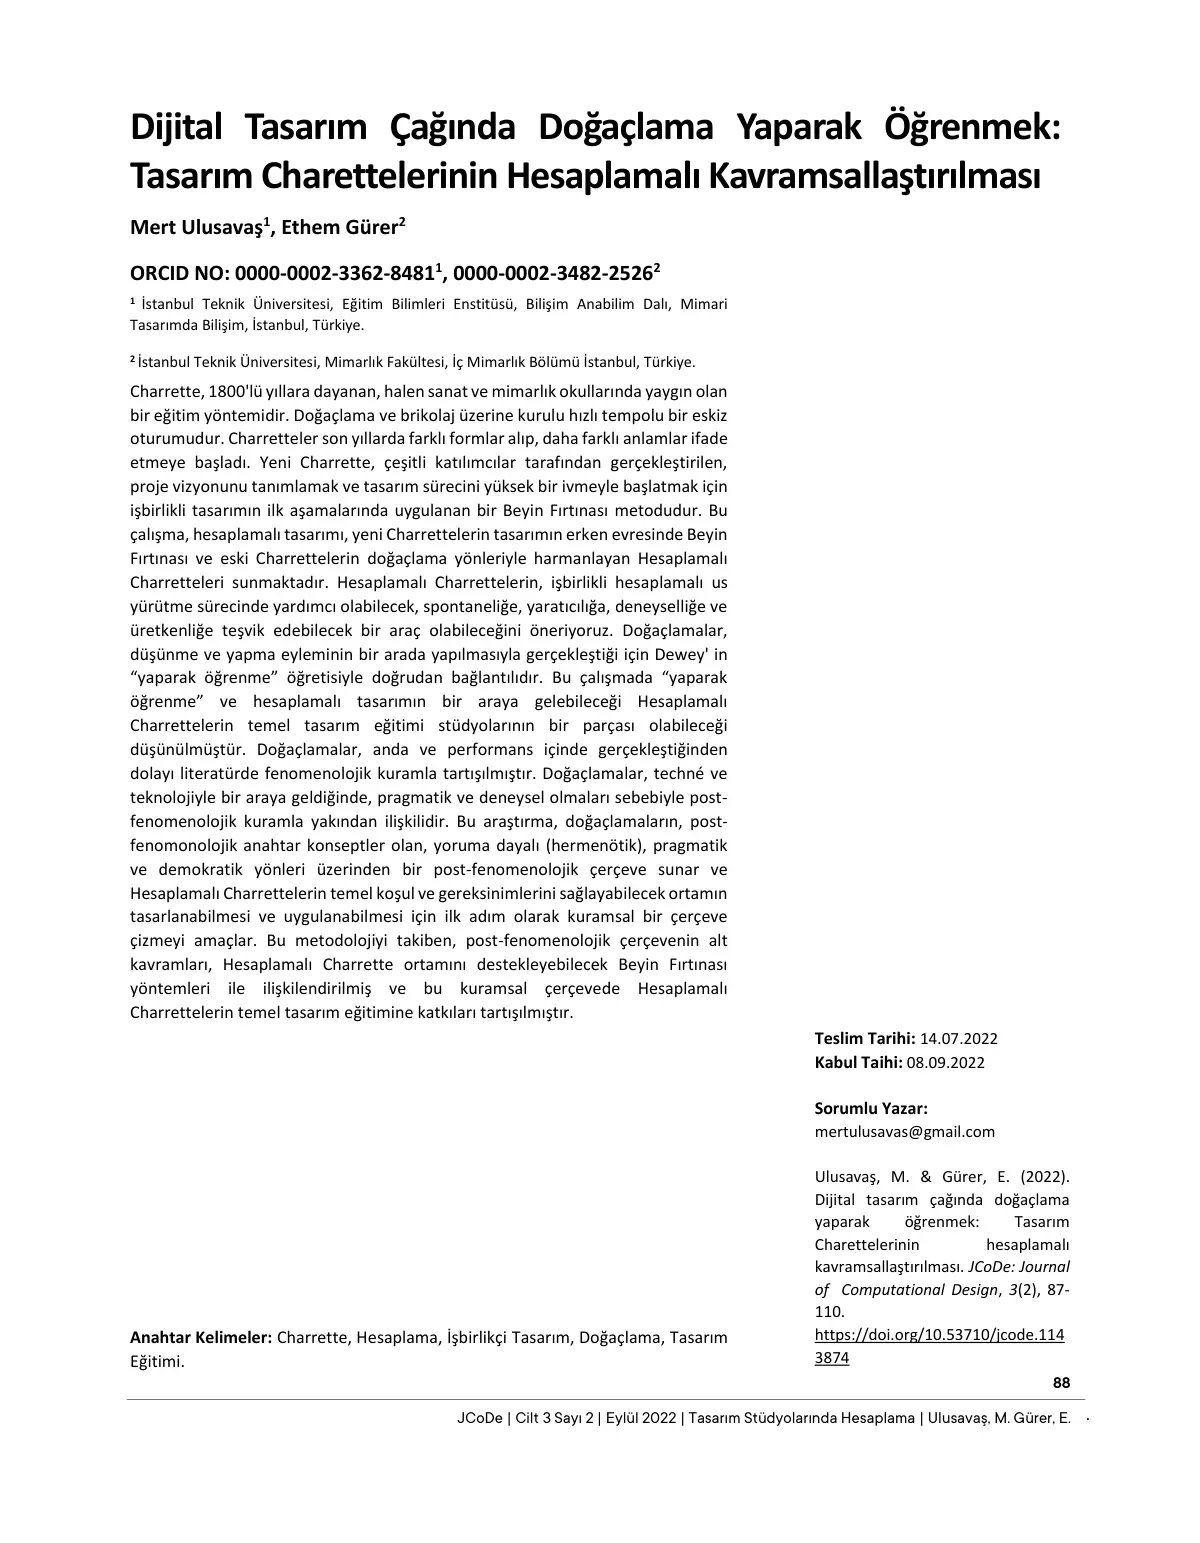 Dijital Tasarım Çağında Doğaçlama Yaparak Öğrenmek:
Tasarım Charettelerinin Hesaplamalı Kavramsallaştırılması
Mert Ulusavaş¹, Ethem Gürer²
ORCID NO: 0000-0002-3362-8481¹, 0000-0002-3482-2526²
¹ İstanbul Teknik Üniversitesi, Eğitim Bilimleri Enstitüsü, Bilişim Anabilim Dalı, Mimari
Tasarımda Bilişim, İstanbul, Türkiye.
² İstanbul Teknik Üniversitesi, Mimarlık Fakültesi, İç Mimarlık Bölümü İstanbul, Türkiye.
Charrette, 1800'lü yıllara dayanan, halen sanat ve mimarlık okullarında yaygın olan
bir eğitim yöntemidir. Doğaçlama ve brikolaj üzerine kurulu hızlı tempolu bir eskiz
oturumudur. Charretteler son yıllarda farklı formlar alıp, daha farklı anlamlar ifade
etmeye başladı. Yeni Charrette, çeşitli katılımcılar tarafından gerçekleştirilen,
proje vizyonunu tanımlamak ve tasarım sürecini yüksek bir ivmeyle başlatmak için
işbirlikli tasarımın ilk aşamalarında uygulanan bir Beyin Fırtınası metodudur. Bu
çalışma, hesaplamalı tasarımı, yeni Charrettelerin tasarımın erken evresinde Beyin
Fırtınası ve eski Charrettelerin doğaçlama yönleriyle harmanlayan Hesaplamalı
Charretteleri sunmaktadır. Hesaplamalı Charrettelerin, işbirlikli hesaplamalı us
yürütme sürecinde yardımcı olabilecek, spontaneliğe, yaratıcılığa, deneyselliğe ve
üretkenliğe teşvik edebilecek bir araç olabileceğini öneriyoruz. Doğaçlamalar,
düşünme ve yapma eyleminin bir arada yapılmasıyla gerçekleştiği için Dewey' in
“yaparak öğrenme” öğretisiyle doğrudan bağlantılıdır. Bu çalışmada “yaparak
öğrenme” ve hesaplamalı tasarımın bir araya gelebileceği Hesaplamalı
Charrettelerin temel tasarım eğitimi stüdyolarının bir parçası olabileceği
düşünülmüştür. Doğaçlamalar, anda ve performans içinde gerçekleştiğinden
dolayı literatürde fenomenolojik kuramla tartışılmıştır. Doğaçlamalar, techné ve
teknolojiyle bir araya geldiğinde, pragmatik ve deneysel olmaları sebebiyle post-
fenomenolojik kuramla yakından ilişkilidir. Bu araştırma, doğaçlamaların, post-
fenomonolojik anahtar konseptler olan, yoruma dayalı (hermenötik), pragmatik
ve demokratik yönleri üzerinden bir post-fenomenolojik çerçeve sunar ve
Hesaplamalı Charrettelerin temel koşul ve gereksinimlerini sağlayabilecek ortamın
tasarlanabilmesi ve uygulanabilmesi için ilk adım olarak kuramsal bir çerçeve
çizmeyi amaçlar. Bu metodolojiyi takiben, post-fenomenolojik çerçevenin alt
kavramları, Hesaplamalı Charrette ortamını destekleyebilecek Beyin Fırtınası
yöntemleri ile ilişkilendirilmiş ve bu kuramsal çerçevede Hesaplamalı
Charrettelerin temel tasarım eğitimine katkıları tartışılmıştır.
Teslim Tarihi: 14.07.2022
Kabul Taihi: 08.09.2022
Sorumlu Yazar:
mertulusavas@gmail.com
Ulusavaş, M. & Gürer, E. (2022).
Dijital tasarım çağında doğaçlama
yaparak öğrenmek: Tasarım
Charettelerinin hesaplamalı
kavramsallaştırılması. JCoDe: Journal
of Computational Design, 3(2), 87-
110.
https://doi.org/10.53710/jcode.114
3874
Anahtar Kelimeler: Charrette, Hesaplama, İşbirlikçi Tasarım, Doğaçlama, Tasarım
Eğitimi.
88
JCoDe | Cilt 3 Sayı 2 | Eylül 2022 | Tasarım Stüdyolarında Hesaplama | Ulusavaş, M. Gürer, E. ·